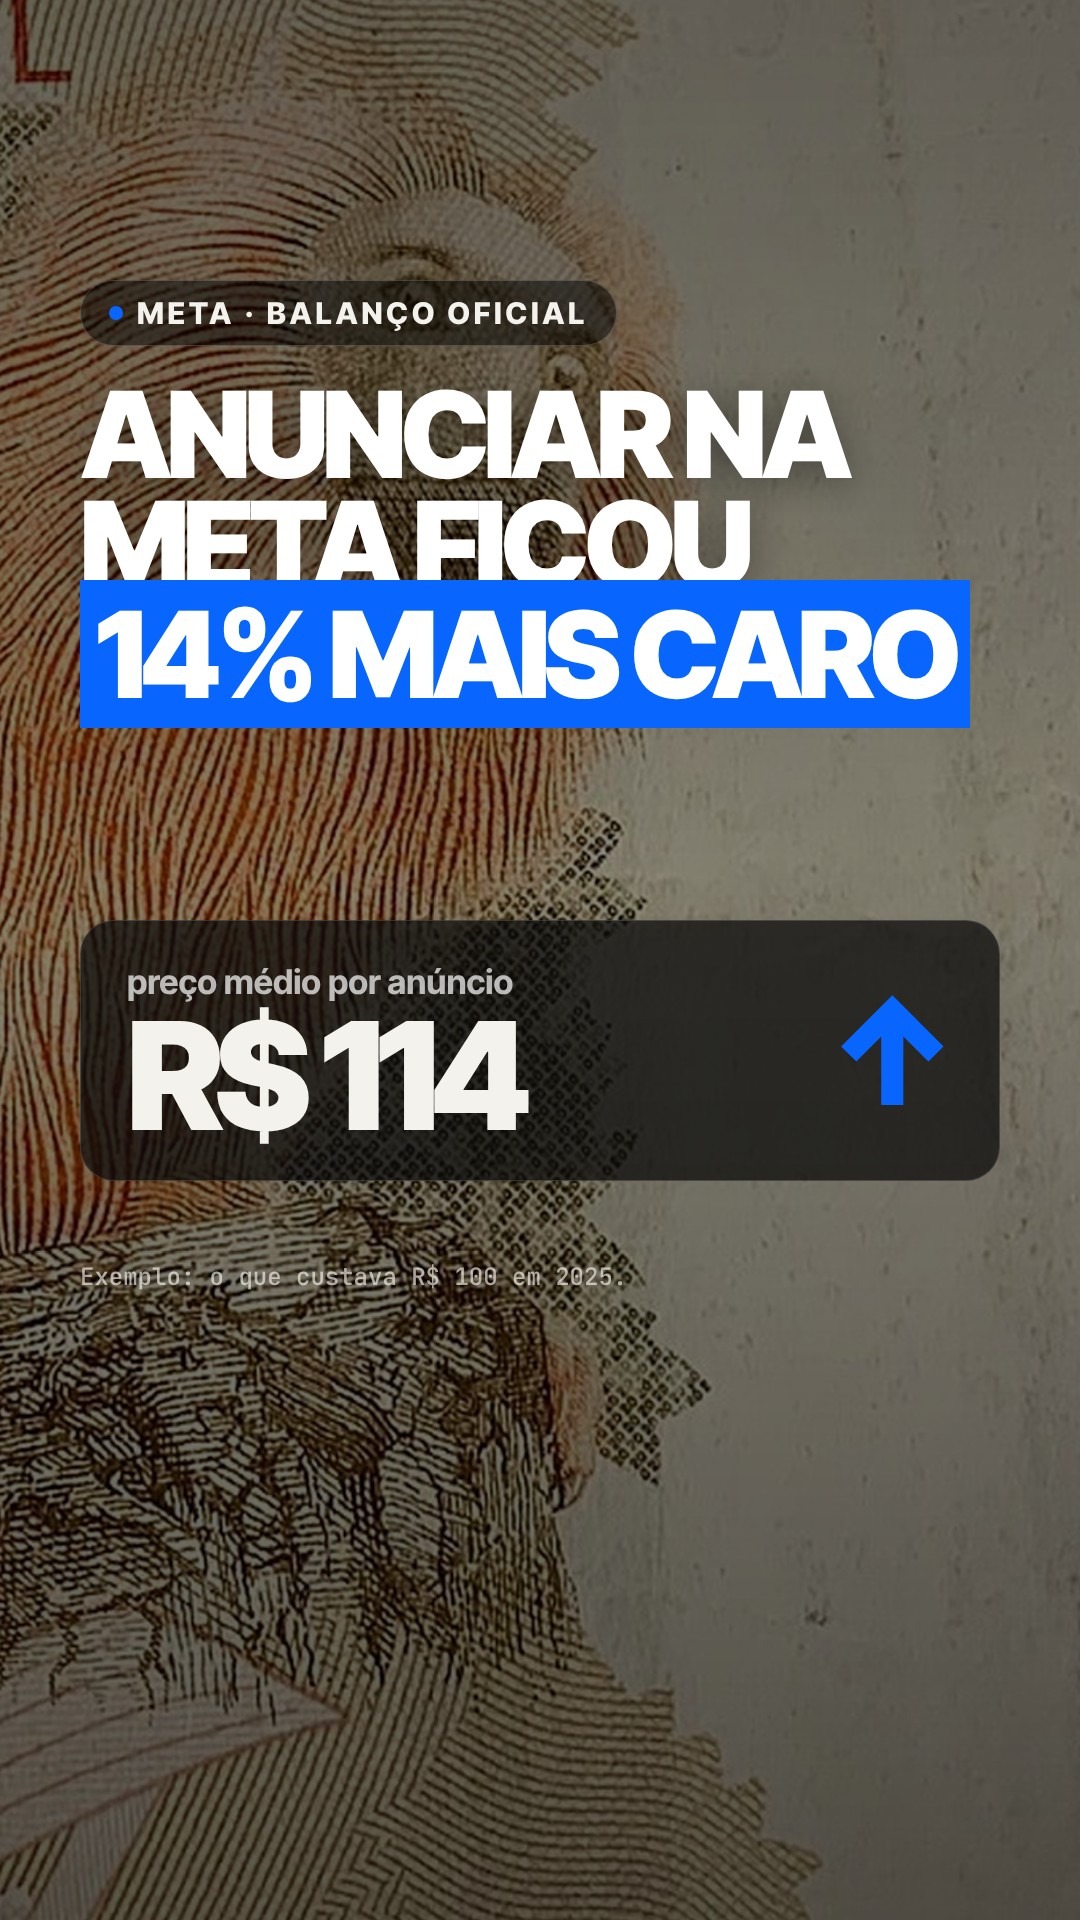 META · BALANÇO OFICIAL
ANUNCIAR NA
META FICOU
14% MAIS CARO
preço médio por anúncio
R$ 114
Exemplo: o que custava R$ 100 em 2025.